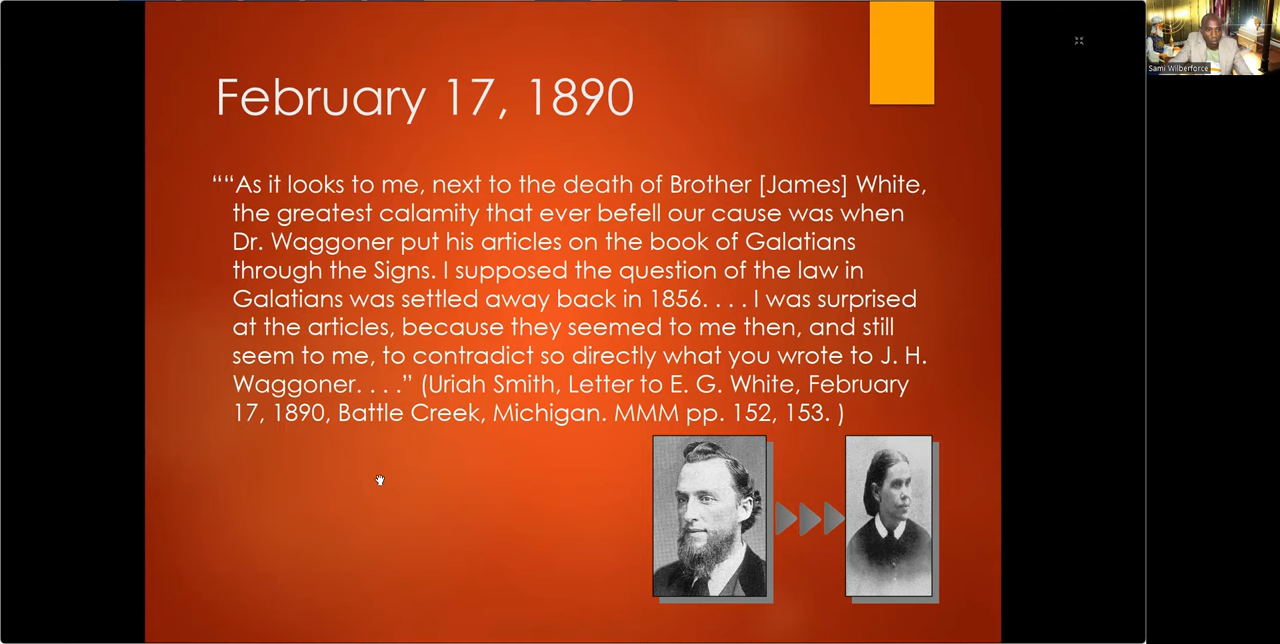 February 17, 1890
Sami Wilberforce
““As it looks to me, next to the death of Brother [James] White,
the greatest calamity that ever befell our cause was when
Dr. Waggoner put his articles on the book of Galatians
through the Signs. I supposed the question of the law in
Galatians was settled away back in 1856. . . . I was surprised
at the articles, because they seemed to me then, and still
seem to me, to contradict so directly what you wrote to J. H.
Waggoner. . . .” (Uriah Smith, Letter to E. G. White, February
17, 1890, Battle Creek, Michigan. MMM pp. 152, 153. )